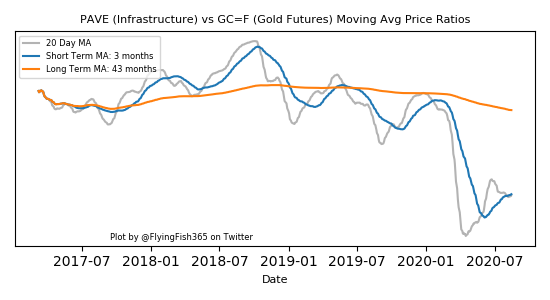 PAVE (Infrastructure) vs GC=F (Gold Futures) Moving Avg Price Ratios
20 Day MA
Short Term MA: 3 months
Long Term MA: 43 months
Plot by @FlyingFish365 on Twitter
2017-07 2018-01 2018-07 2019-01 2019-07 2020-01 2020-07
Date